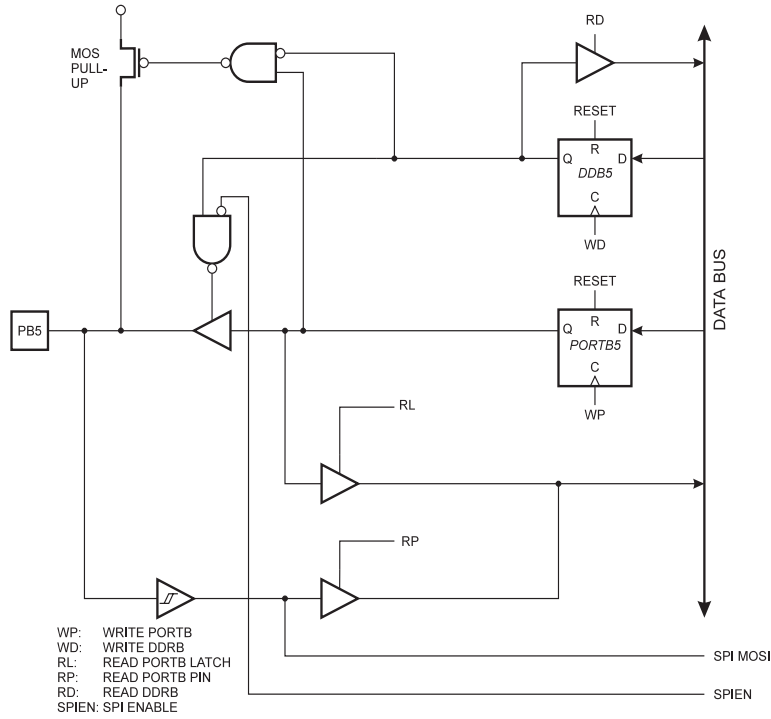 RD
MOS
PULL-
UP
RESET
R
Q
D
DDB5
C
WD
DATA BUS
RESET
R
Q
D
PORTB5
C
WP
PB5
RL
RP
WP: WRITE PORTB
WD: WRITE DDRB
RL: READ PORTB LATCH
RP: READ PORTB PIN
RD: READ DDRB
SPIEN: SPI ENABLE
SPI MOSI
SPIEN